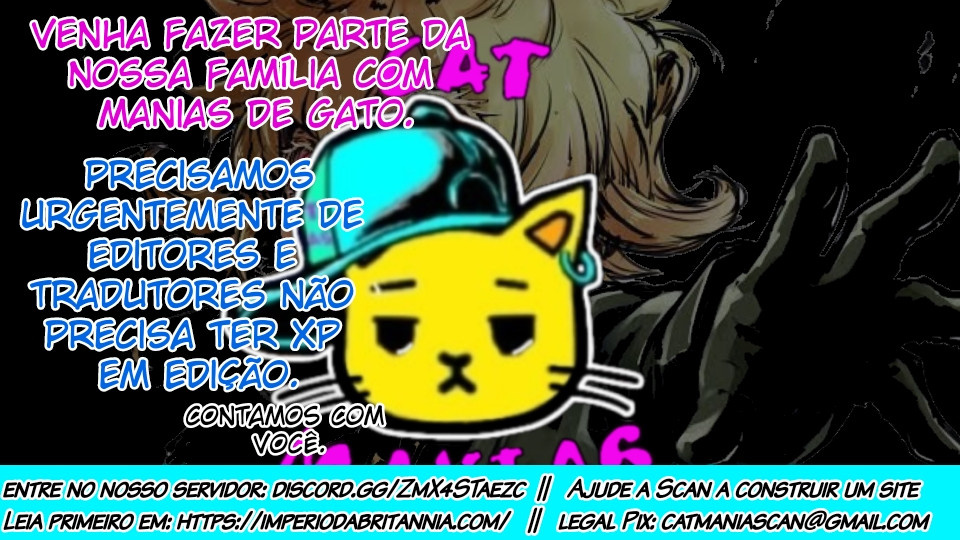 VENHA FAZER PARTE DA
NOSSA FAMÍLIA COM
MANIAS DE GATO.
CAT
PRECISAMOS
URGENTEMENTE DE
EDITORES E
TRADUTORES NÃO
PRECISA TER XP
EM EDIÇÃO.
CONTAMOS COM
VOCÊ.
MANIAS
ENTRE NO NOSSO SERVIDOR: DISCORD.GG/ZMX4STAEZC || AJUDE A SCAN A CONSTRUIR UM SITE
LEIA PRIMEIRO EM: HTTPS://IMPERIODABRITANNIA.COM/ || LEGAL PIX: CATMANIASCAN@GMAIL.COM